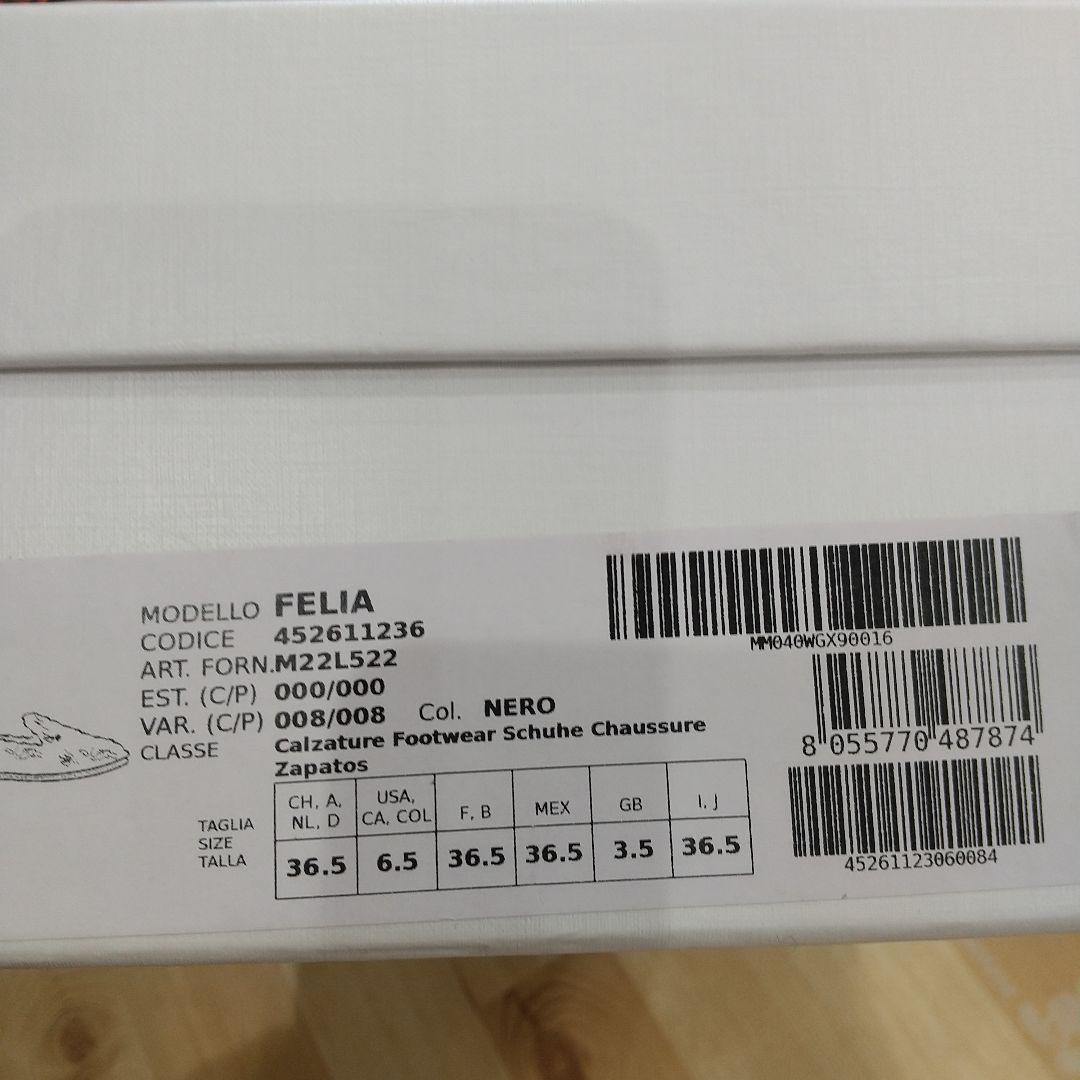 MODELLO FELIA
CODICE 452611236
ART. FORN.M22L522
EST. (C/P) 000/000
VAR. (C/P) 008/008 Col. NERO
CLASSE Calzature Footwear Schuhe Chaussure
Zapatos
TAGLIA
SIZE
TALLA
CH, A, NL, D
USA, CA, COL
F, B
MEX
GB
I, J
36.5 6.5 36.5 36.5 3.5 36.5
MM040WGX90016
8 055770 487874
45261123060084